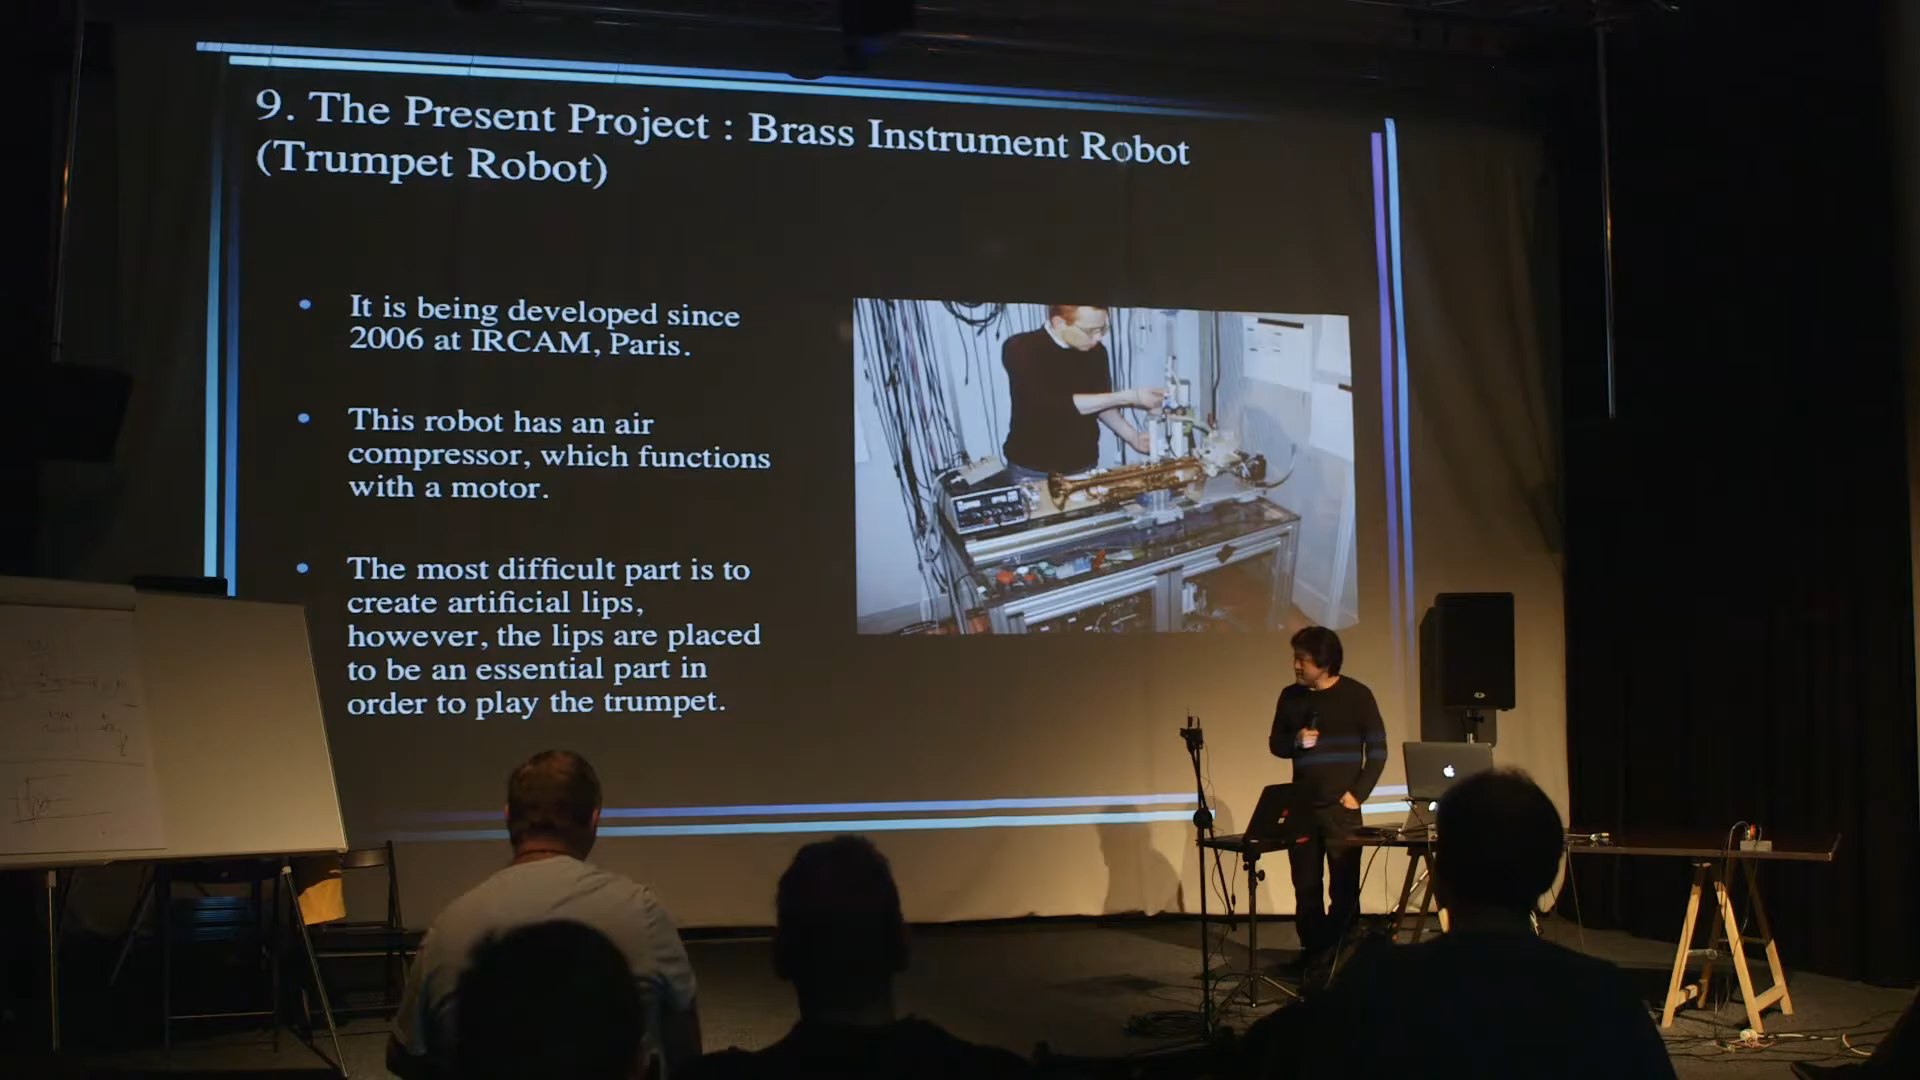 9. The Present Project : Brass Instrument Robot
(Trumpet Robot)
• It is being developed since
2006 at IRCAM, Paris.
• This robot has an air
compressor, which functions
with a motor.
• The most difficult part is to
create artificial lips,
however, the lips are placed
to be an essential part in
order to play the trumpet.